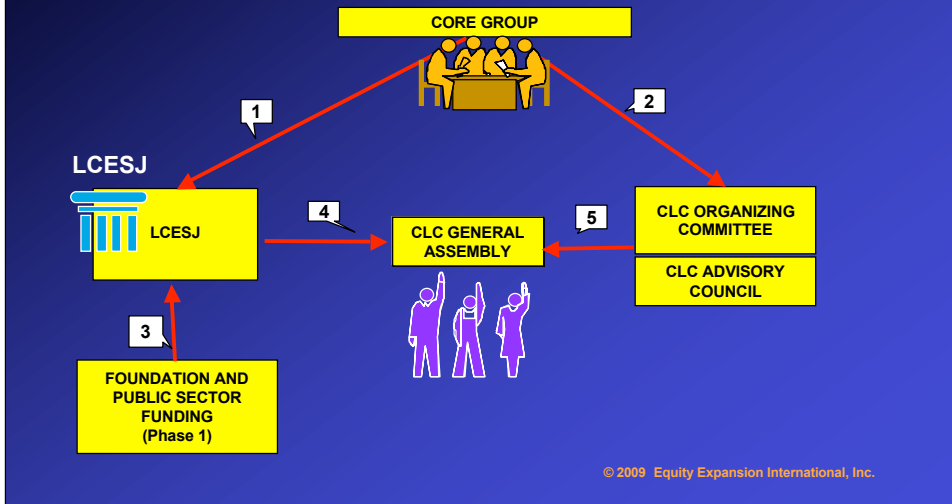 CORE GROUP
1
2
LCESJ
LCESJ
4
CLC GENERAL
ASSEMBLY
5
CLC ORGANIZING
COMMITTEE
CLC ADVISORY
COUNCIL
3
FOUNDATION AND
PUBLIC SECTOR
FUNDING
(Phase 1)
© 2009 Equity Expansion International, Inc.